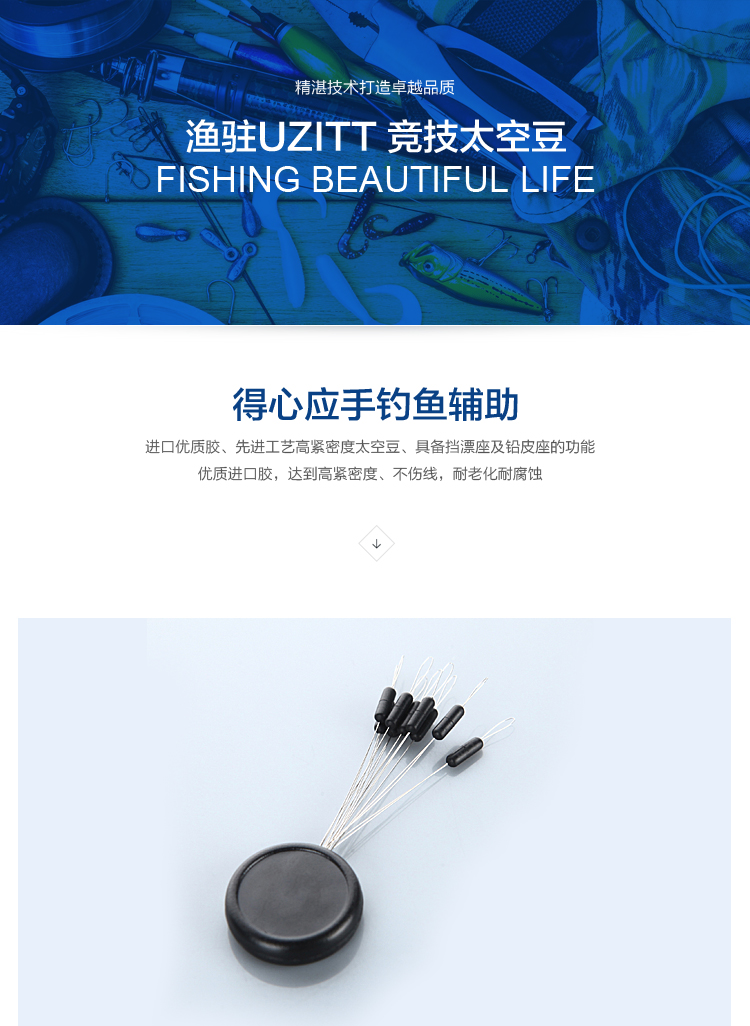 精湛技术打造卓越品质
渔驻UZITT 竞技太空豆
FISHING BEAUTIFUL LIFE
得心应手钓鱼辅助
进口优质胶、先进工艺高紧密度太空豆、具备挡漂座及铅皮座的功能
优质进口胶，达到高紧密度、不伤线，耐老化耐腐蚀